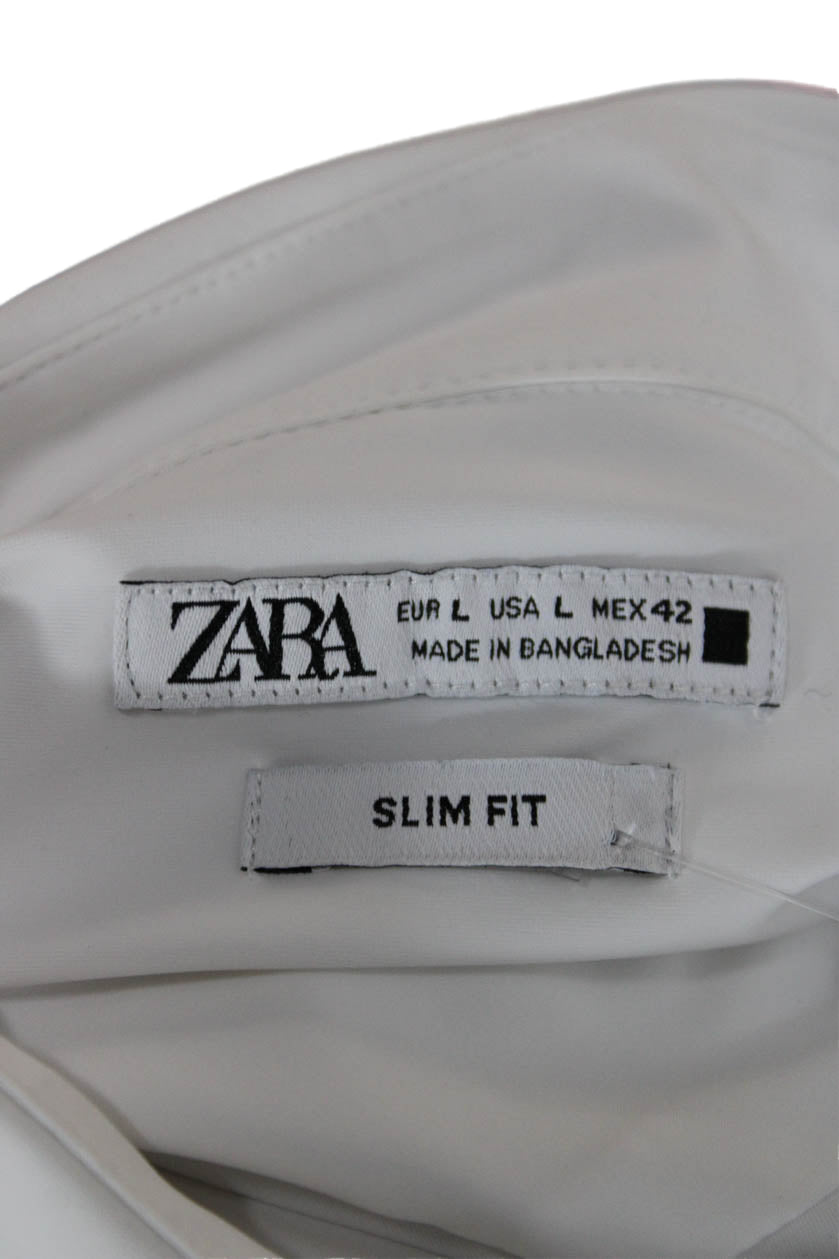 ZARA
EUR L USA L MEX 42
MADE IN BANGLADESH
SLIM FIT